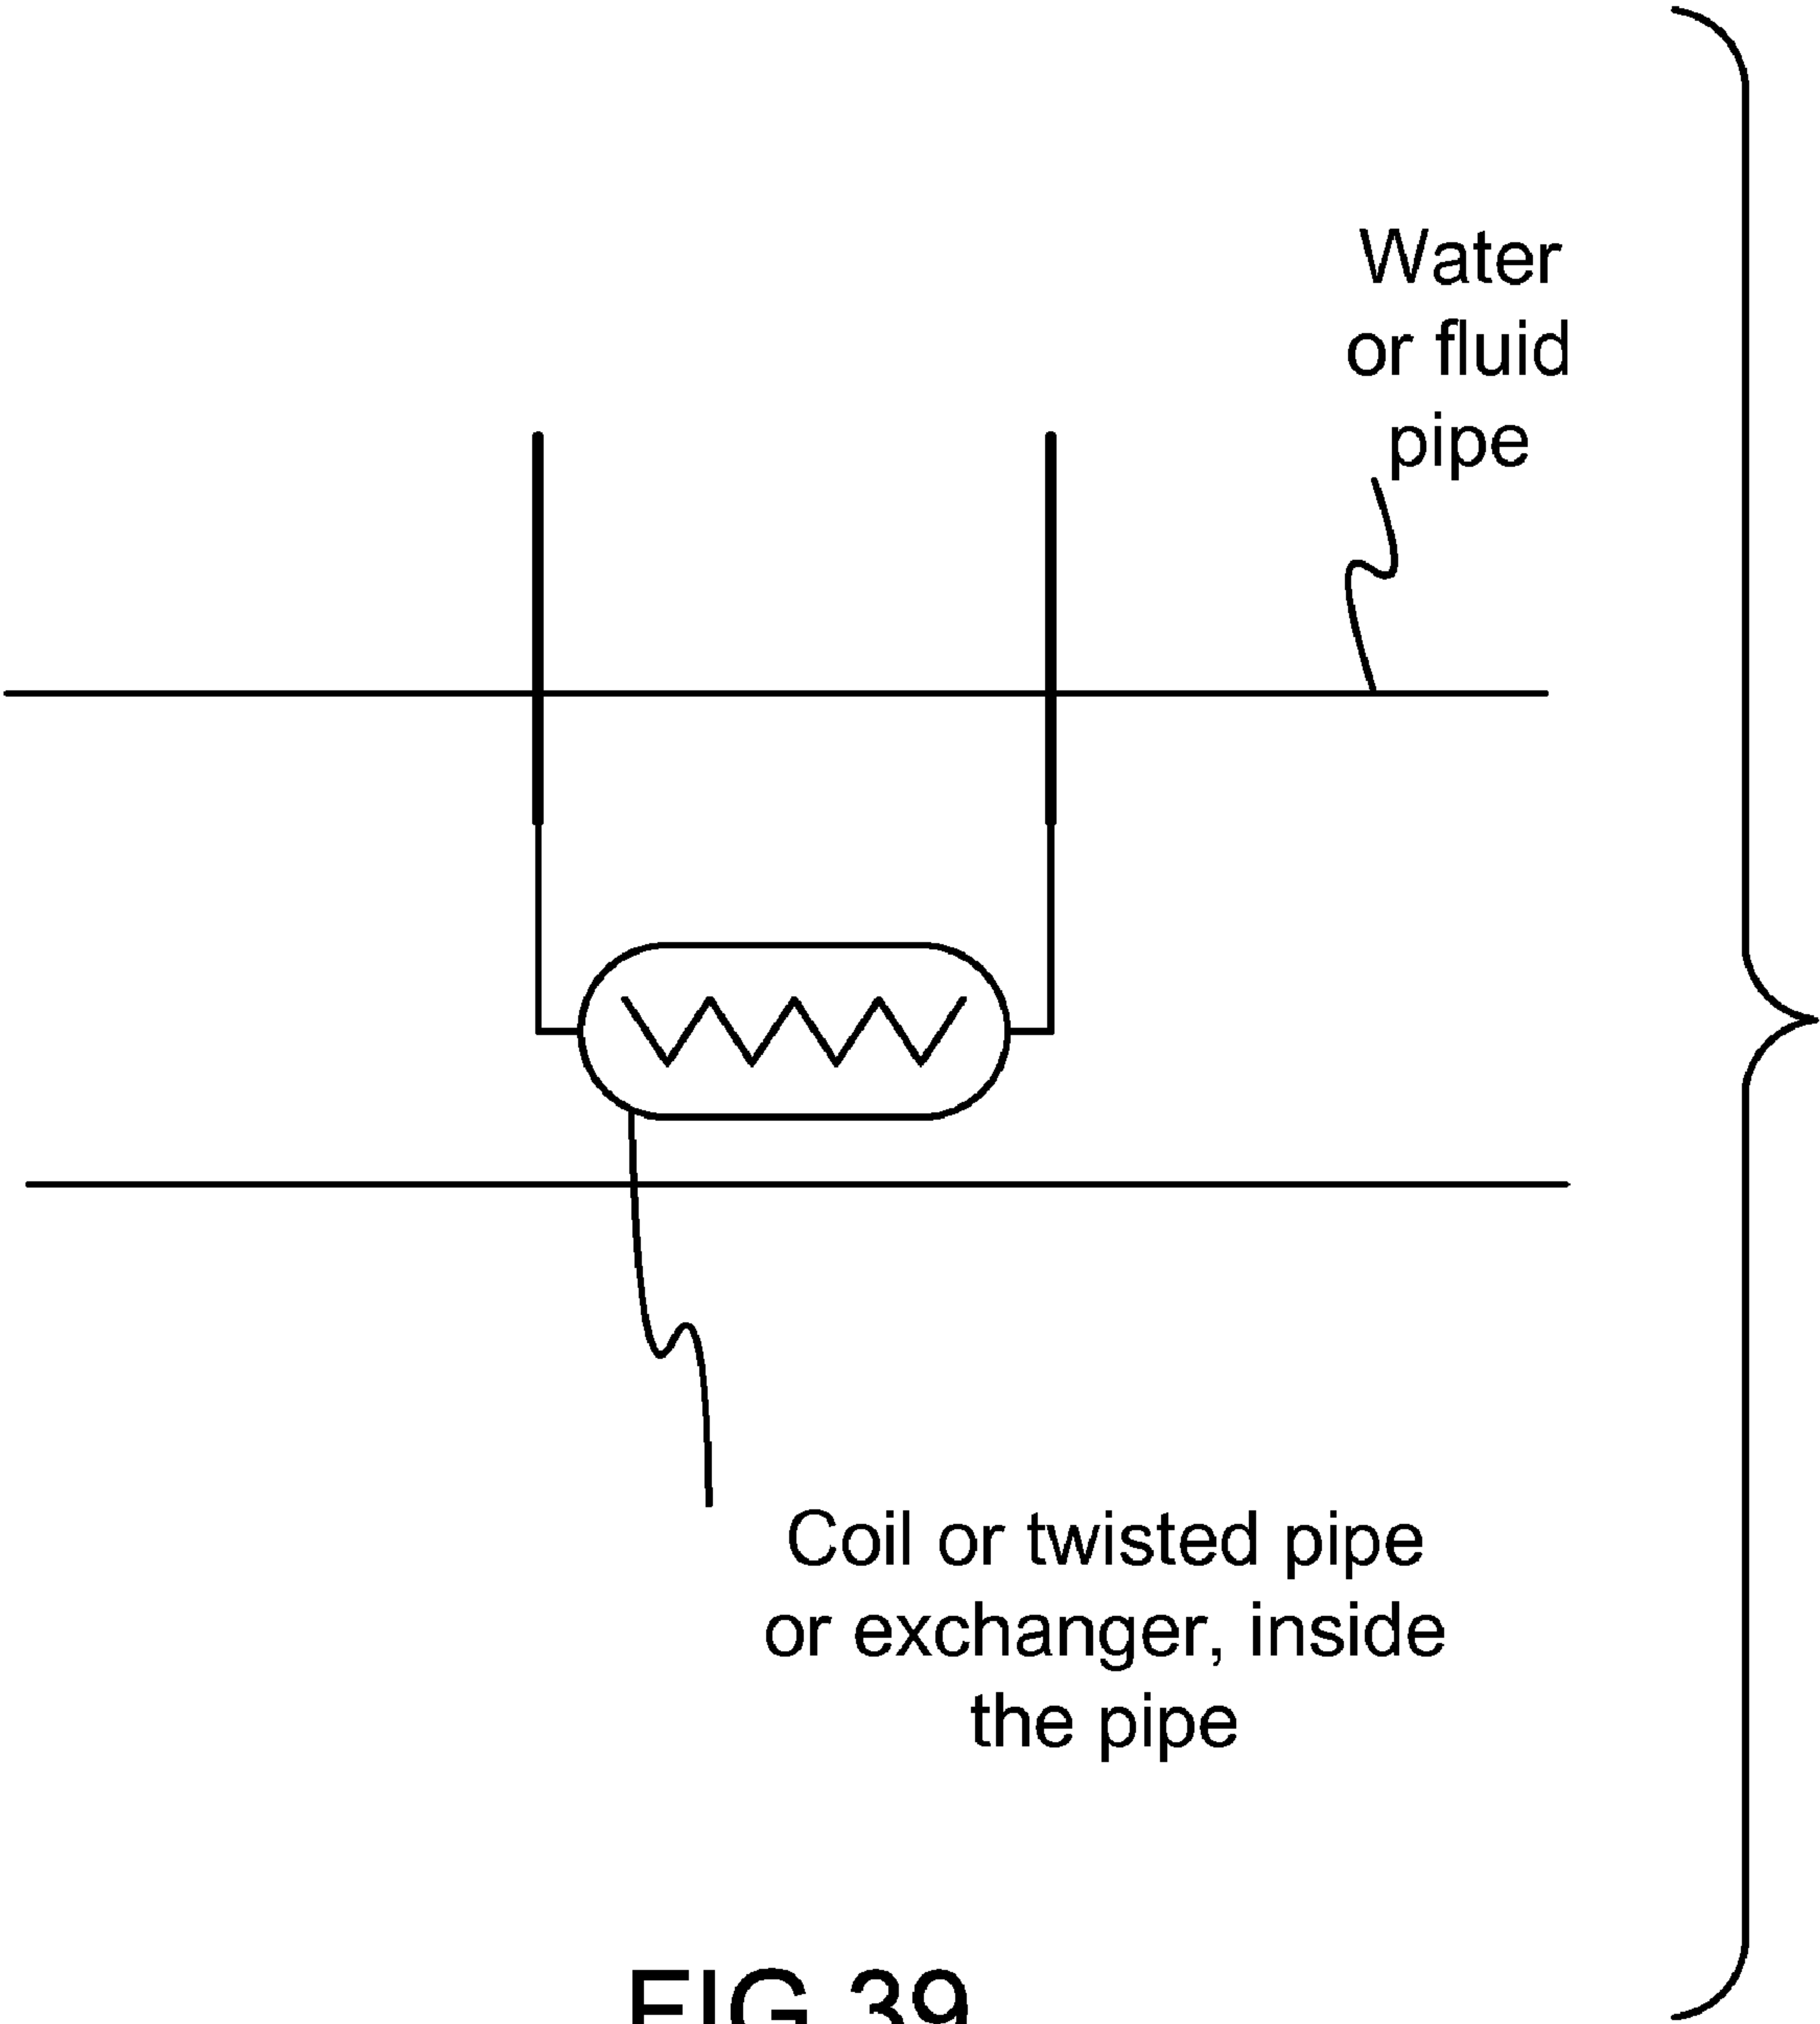 Water
or fluid
pipe
Coil or twisted pipe
or exchanger, inside
the pipe
FIG 39